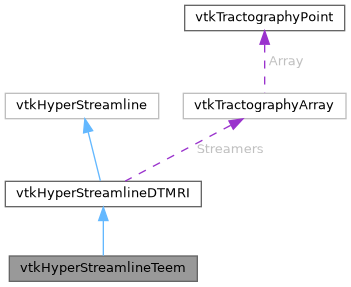 vtkTractographyPoint
Array
vtkHyperStreamline
vtkTractographyArray
Streamers
vtkHyperStreamlineDTMRI
vtkHyperStreamlineTeem